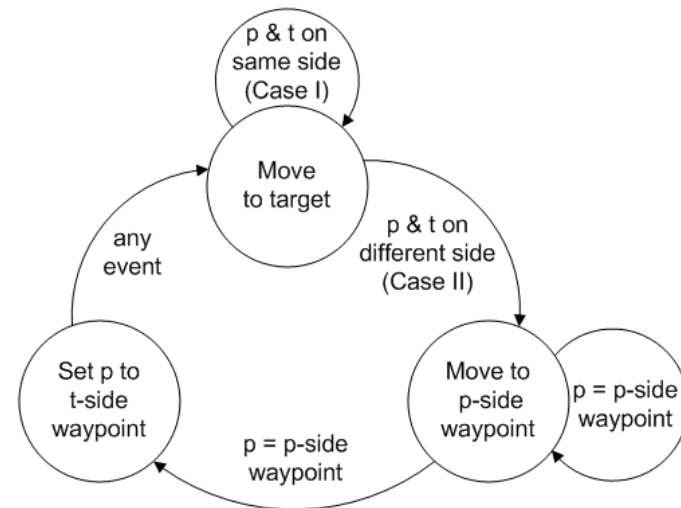 p & t on
same side
(Case I)
Move
to target
p & t on
different side
(Case II)
any
event
Set p to
t-side
waypoint
Move to
p-side
waypoint
p = p-side
waypoint
p = p-side
waypoint